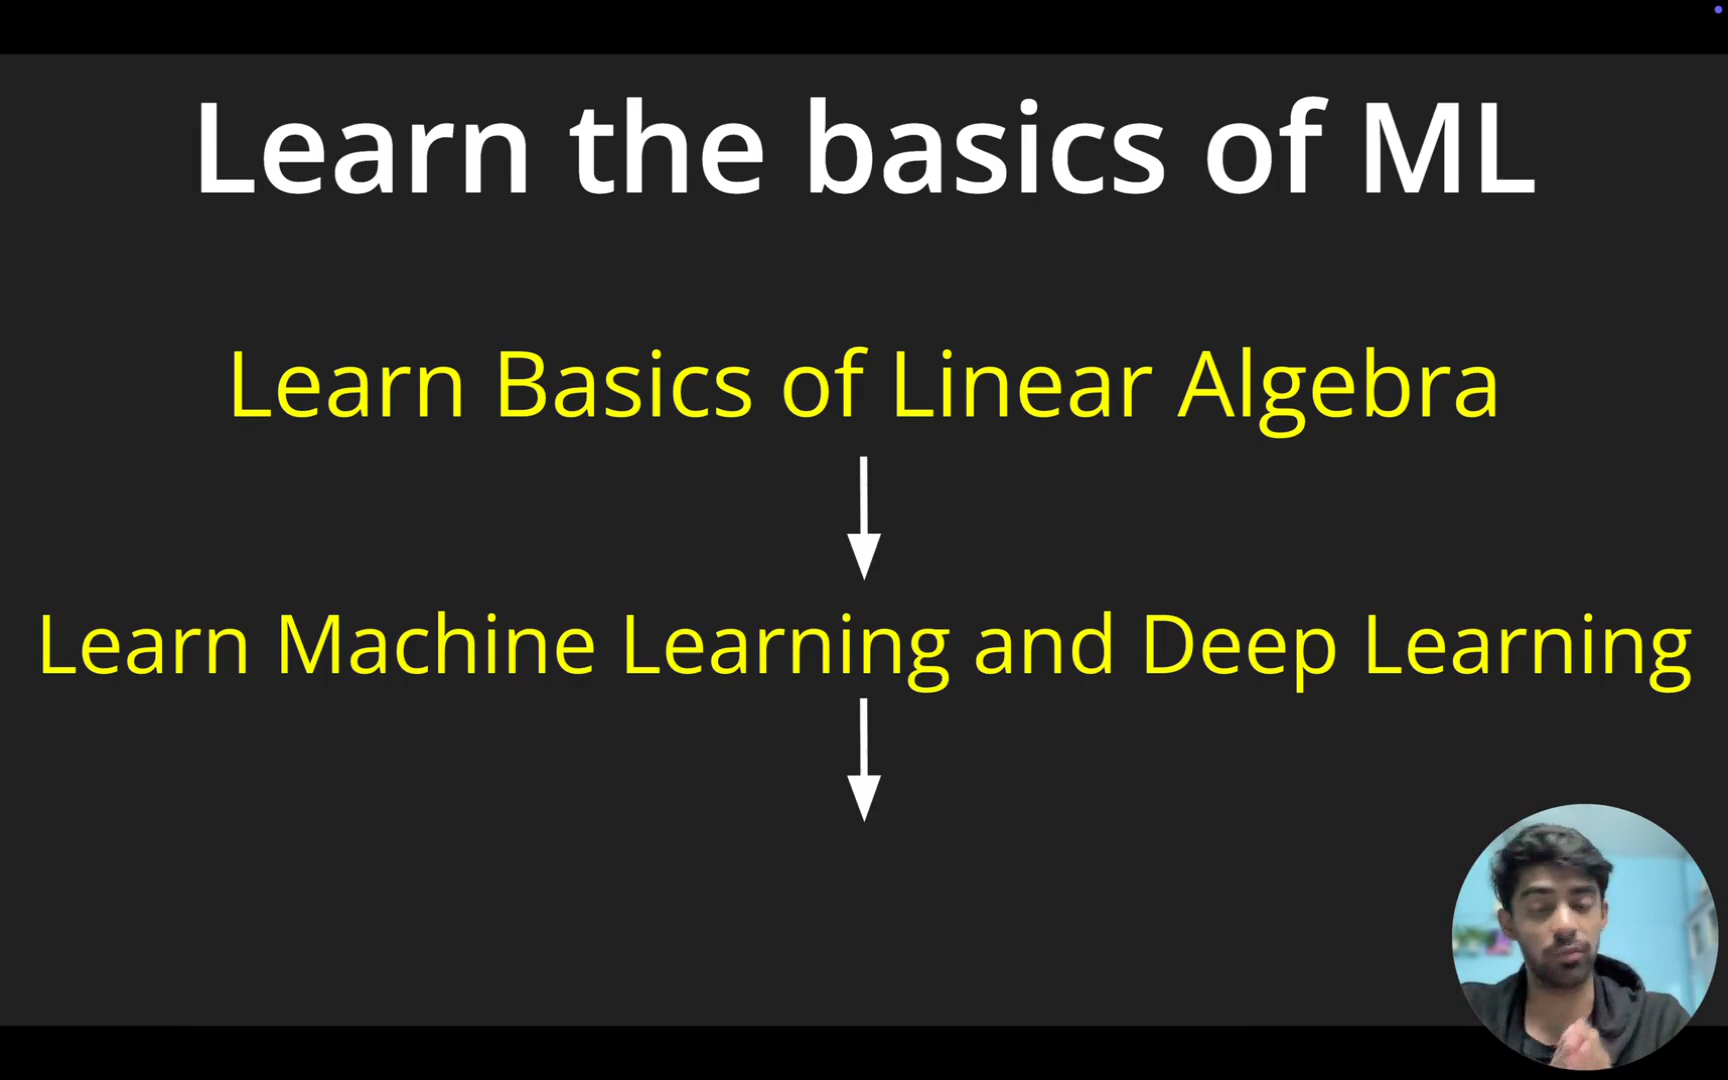 Learn the basics of ML
Learn Basics of Linear Algebra
Learn Machine Learning and Deep Learning